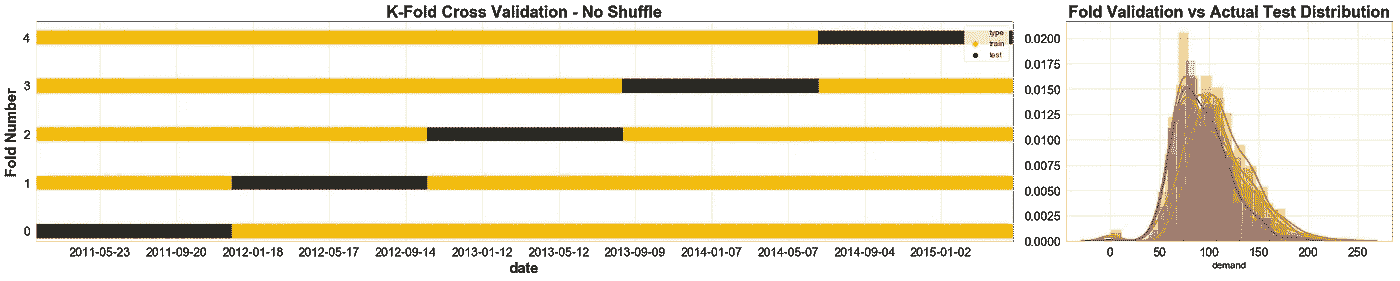 K-Fold Cross Validation - No Shuffle
Fold Number
4
3
2
1
0
type
train
test
2011-05-23 2011-09-20 2012-01-18 2012-05-17 2012-09-14 2013-01-12 2013-05-12 2013-09-09 2014-01-07 2014-05-07 2014-09-04 2015-01-02
date
Fold Validation vs Actual Test Distribution
0.0200
0.0175
0.0150
0.0125
0.0100
0.0075
0.0050
0.0025
0.0000
0 50 100 150 200 250
demand